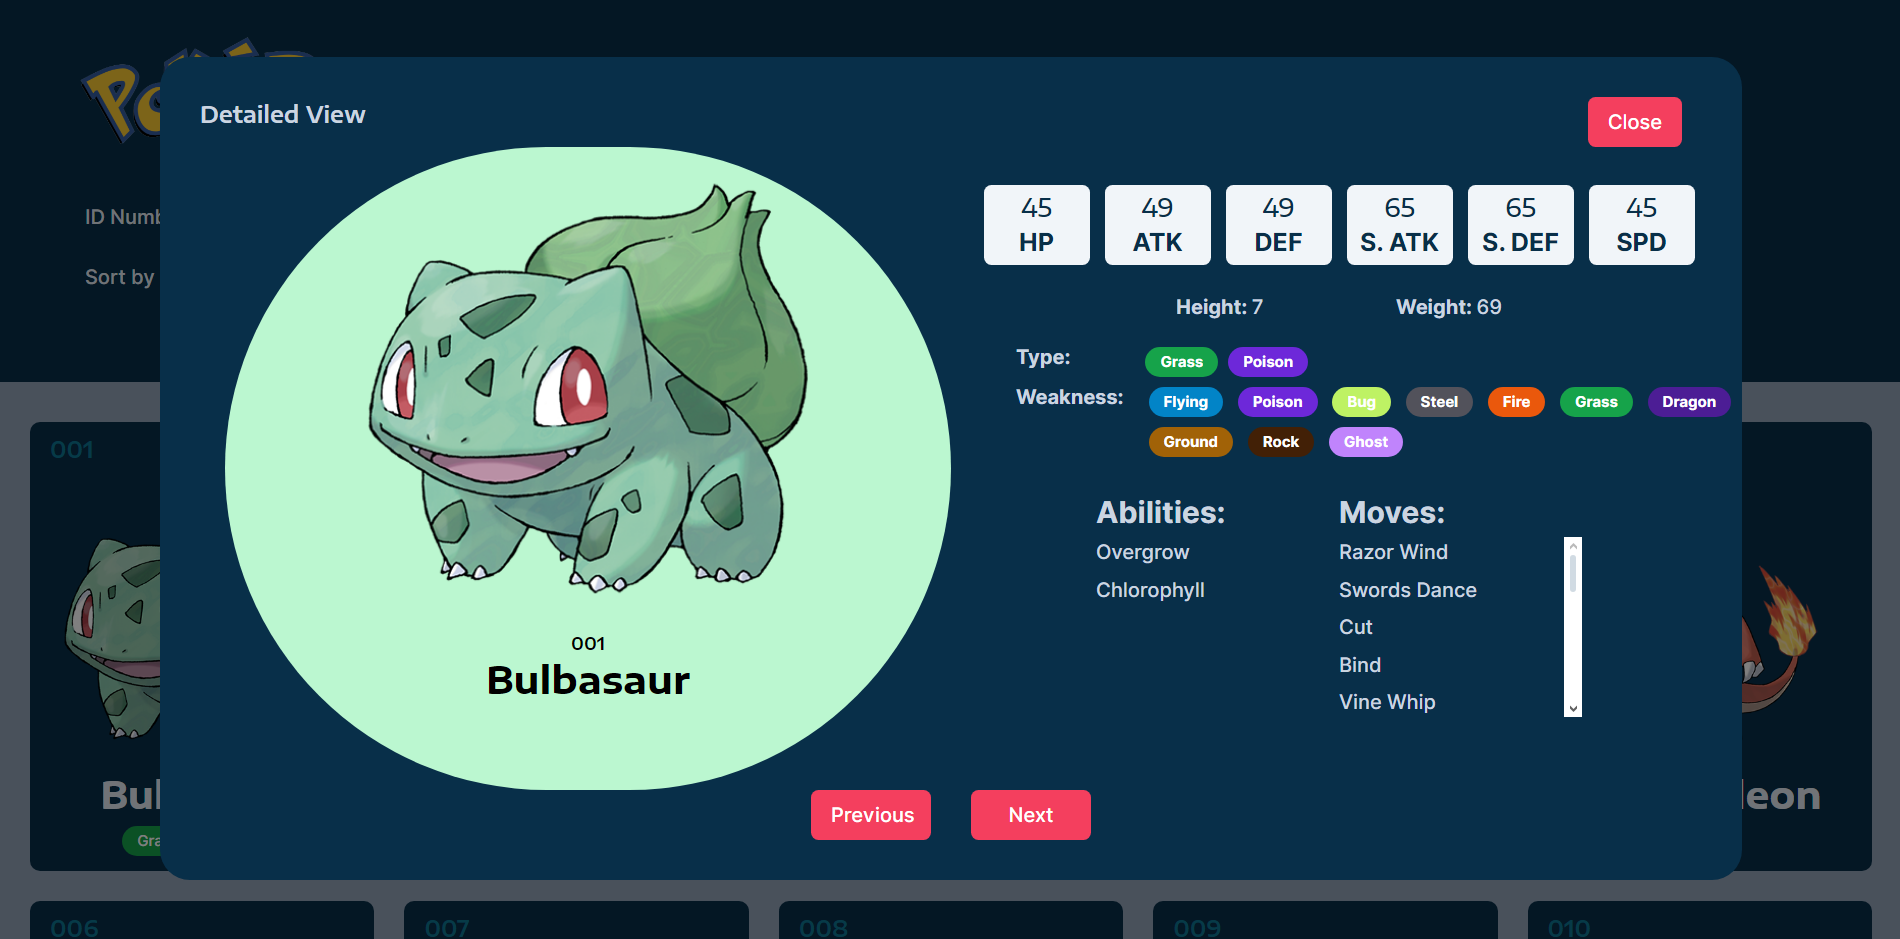 Detailed View
Close
ID Numb
Sort by
45 49 49 65 65 45
HP ATK DEF S. ATK S. DEF SPD
Height: 7 Weight: 69
Type: Grass Poison
Weakness: Flying Poison Bug Steel Fire Grass Dragon
Ground Rock Ghost
Abilities:
Overgrow
Chlorophyll
Moves:
Razor Wind
Swords Dance
Cut
Bind
Vine Whip
001
Bulbasaur
Previous Next
001
Bul
Gra
leon
006 007 008 009 010